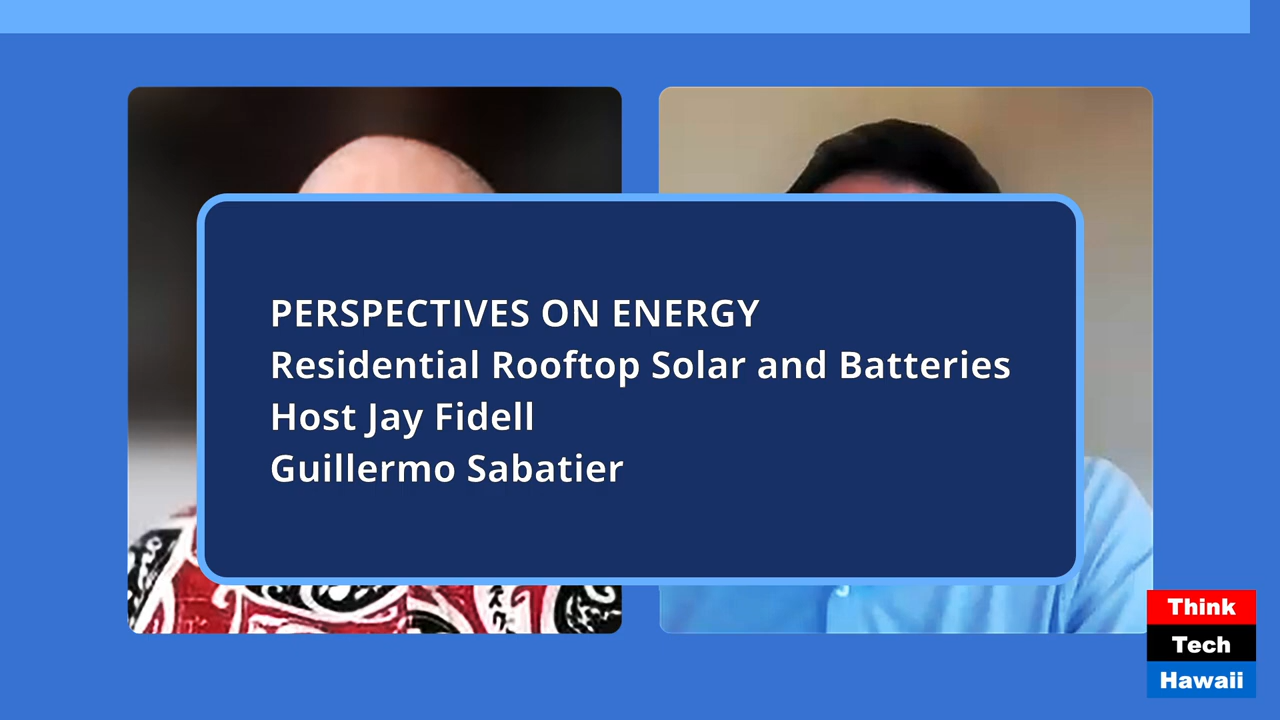 PERSPECTIVES ON ENERGY
Residential Rooftop Solar and Batteries
Host Jay Fidell
Guillermo Sabatier
Think
Tech
Hawaii